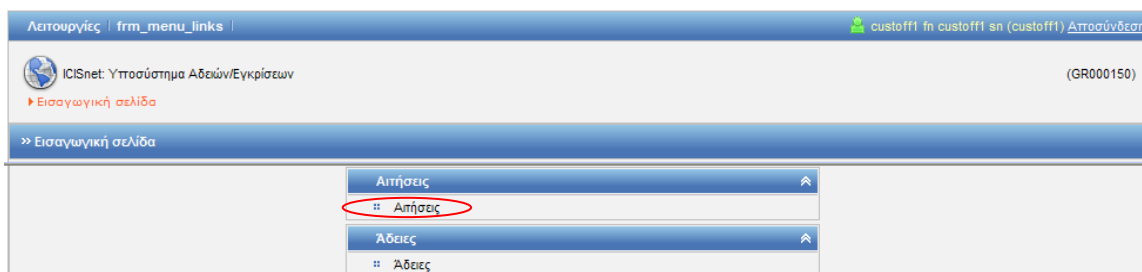 Λειτουργίες frm_menu_links custoff1 fn custoff1 sn (custoff1) Αποσύνδεση
ICISnet: Υποσύστημα Αδειών/Εγκρίσεων (GR000150)
Εισαγωγική σελίδα
» Εισαγωγική σελίδα
Αιτήσεις
Αιτήσεις
Άδειες
Άδειες